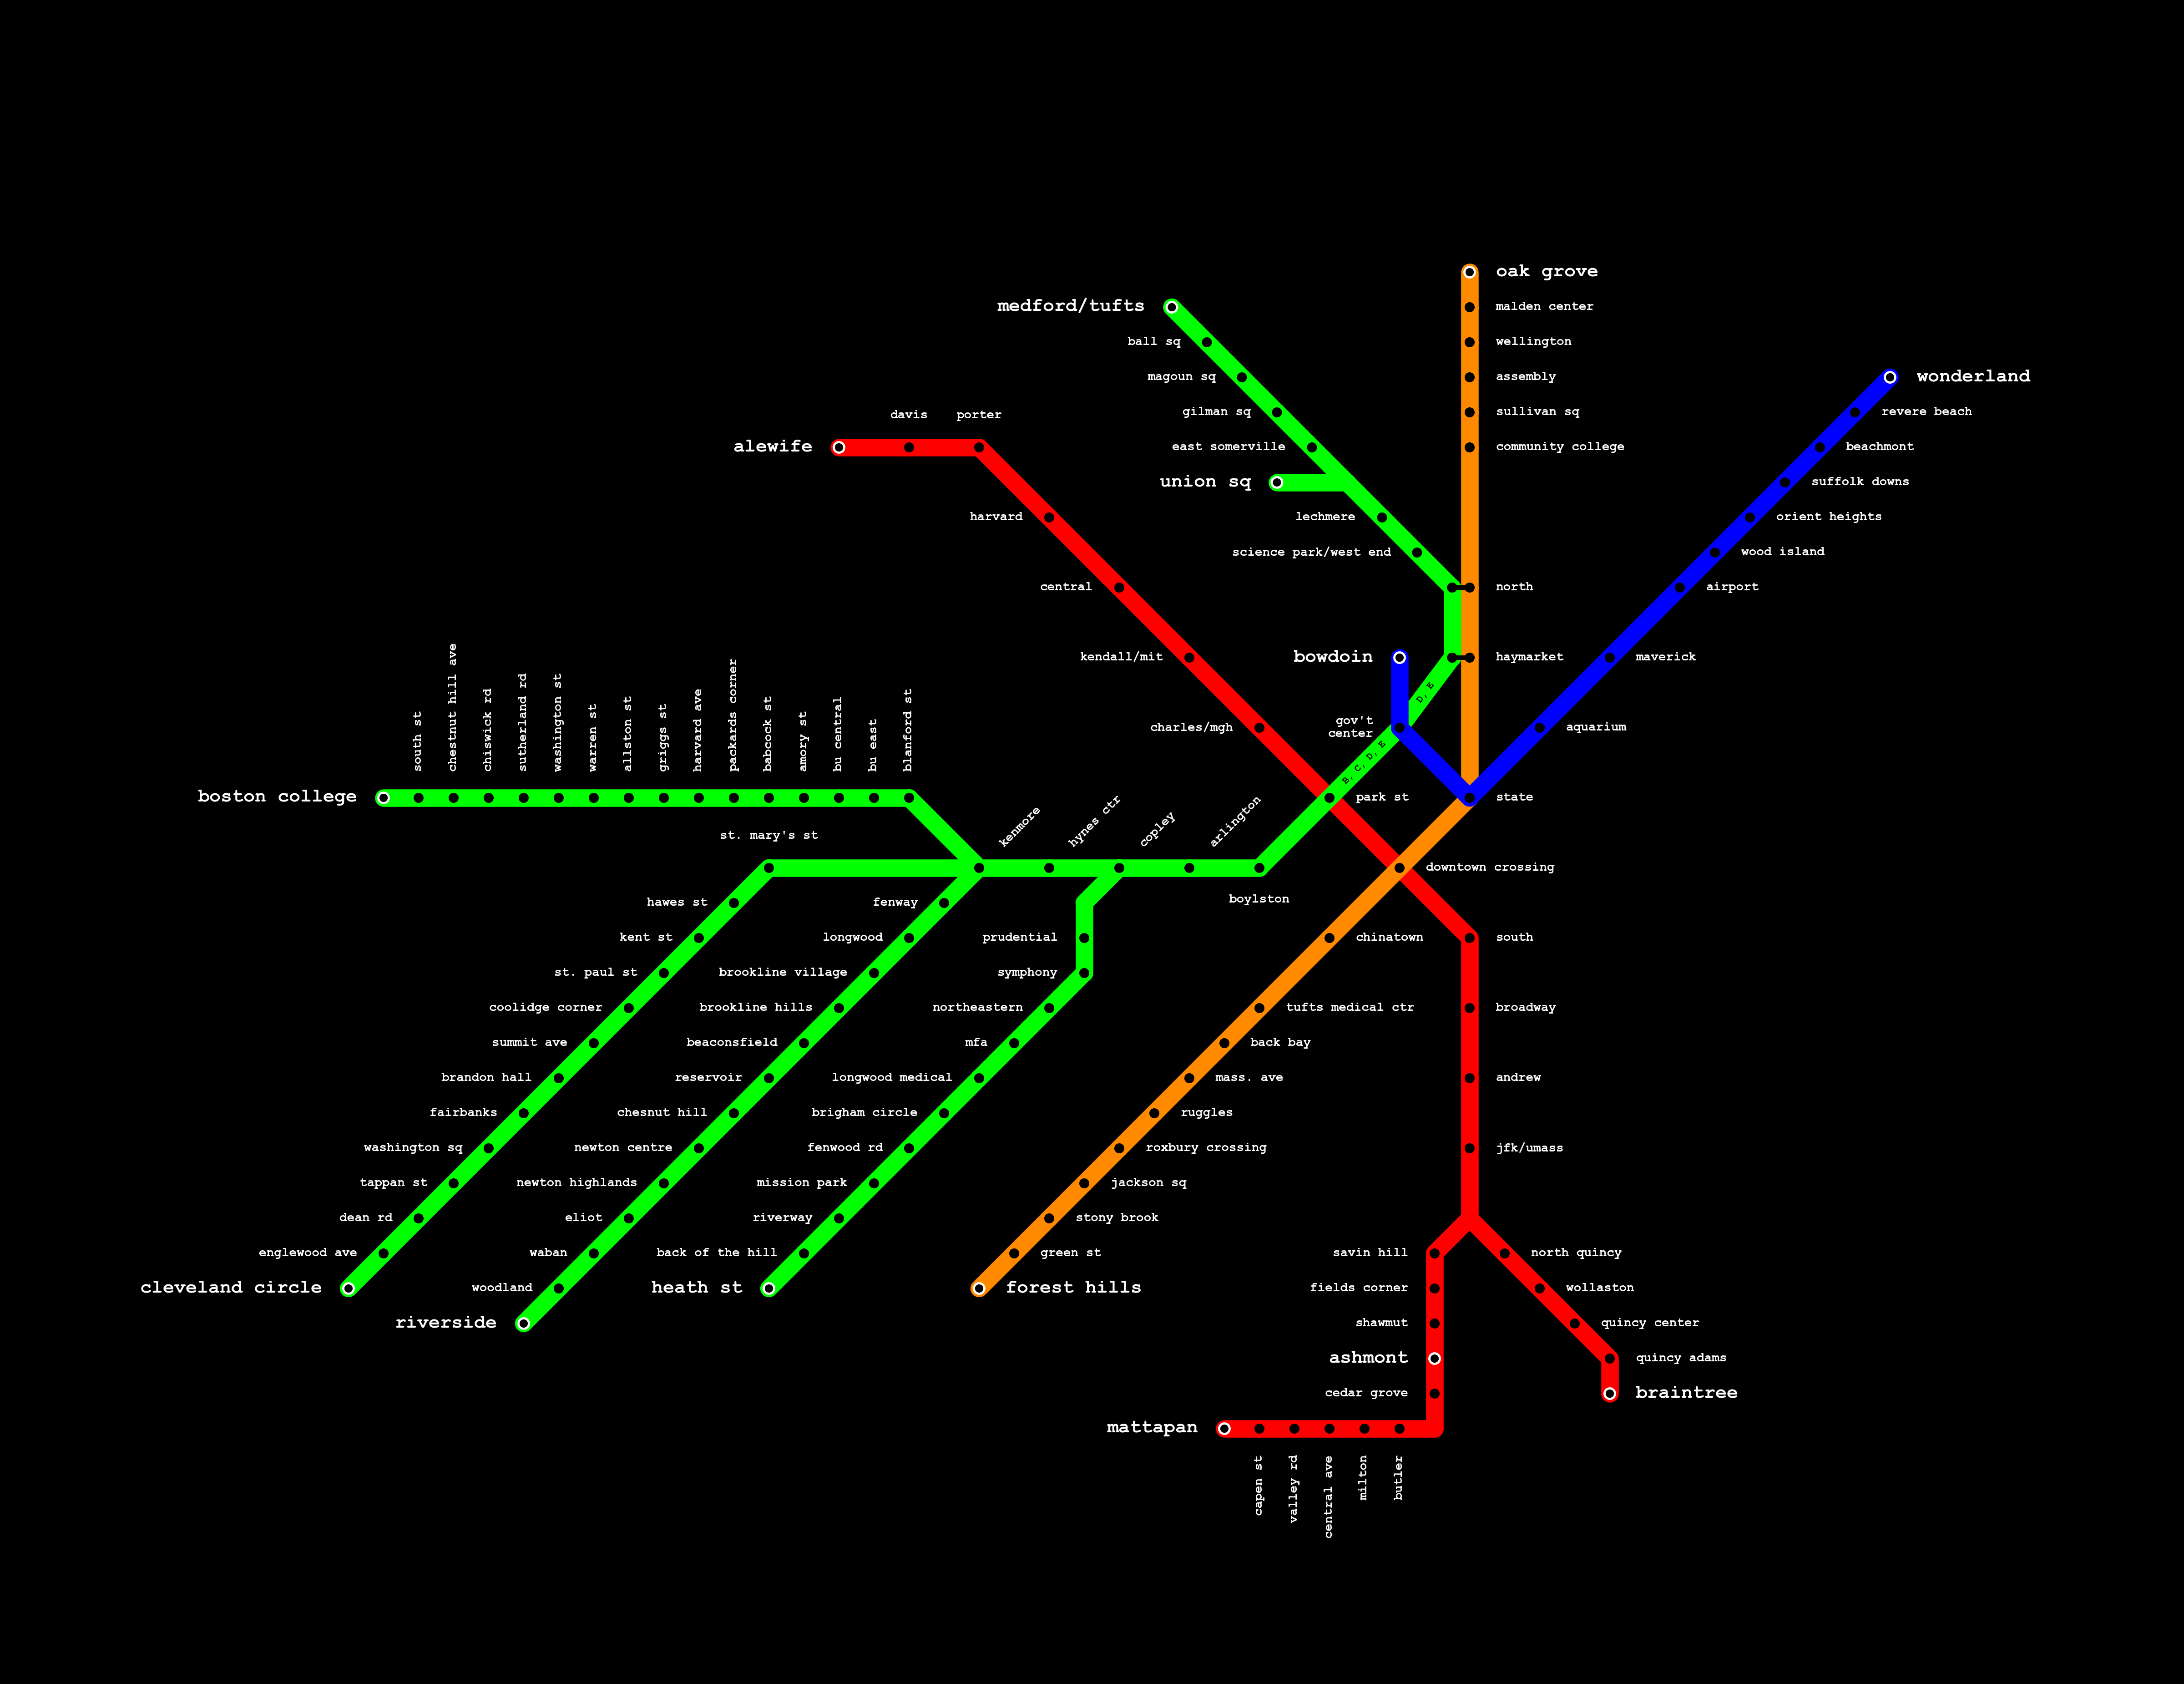 oak grove
medford/tufts
malden center
ball sq
wellington
magoun sq
assembly
wonderland
gilman sq
sullivan sq
revere beach
davis
porter
alewife
east somerville
community college
beachmont
union sq
suffolk downs
harvard
lechmere
orient heights
science park/west end
wood island
central
north
airport
kendall/mit
bowdoin
haymarket
maverick
D, E
charles/mgh
gov't
center
aquarium
B, C, D, E
south st
chestnut hill ave
chiswick rd
sutherland rd
washington st
warren st
allston st
griggs st
harvard ave
packards corner
babcock st
amory st
bu central
bu east
blanford st
boston college
park st
state
st. mary's st
kenmore
hynes ctr
copley
arlington
downtown crossing
boylston
hawes st
fenway
kent st
longwood
prudential
chinatown
south
st. paul st
brookline village
symphony
coolidge corner
brookline hills
northeastern
tufts medical ctr
broadway
summit ave
beaconsfield
mfa
back bay
brandon hall
reservoir
longwood medical
mass. ave
andrew
fairbanks
chesnut hill
brigham circle
ruggles
washington sq
newton centre
fenwood rd
roxbury crossing
jfk/umass
tappan st
newton highlands
mission park
jackson sq
dean rd
eliot
riverway
stony brook
englewood ave
waban
back of the hill
green st
savin hill
north quincy
cleveland circle
woodland
heath st
forest hills
fields corner
wollaston
riverside
shawmut
quincy center
ashmont
quincy adams
cedar grove
braintree
mattapan
capen st
valley rd
central ave
milton
butler